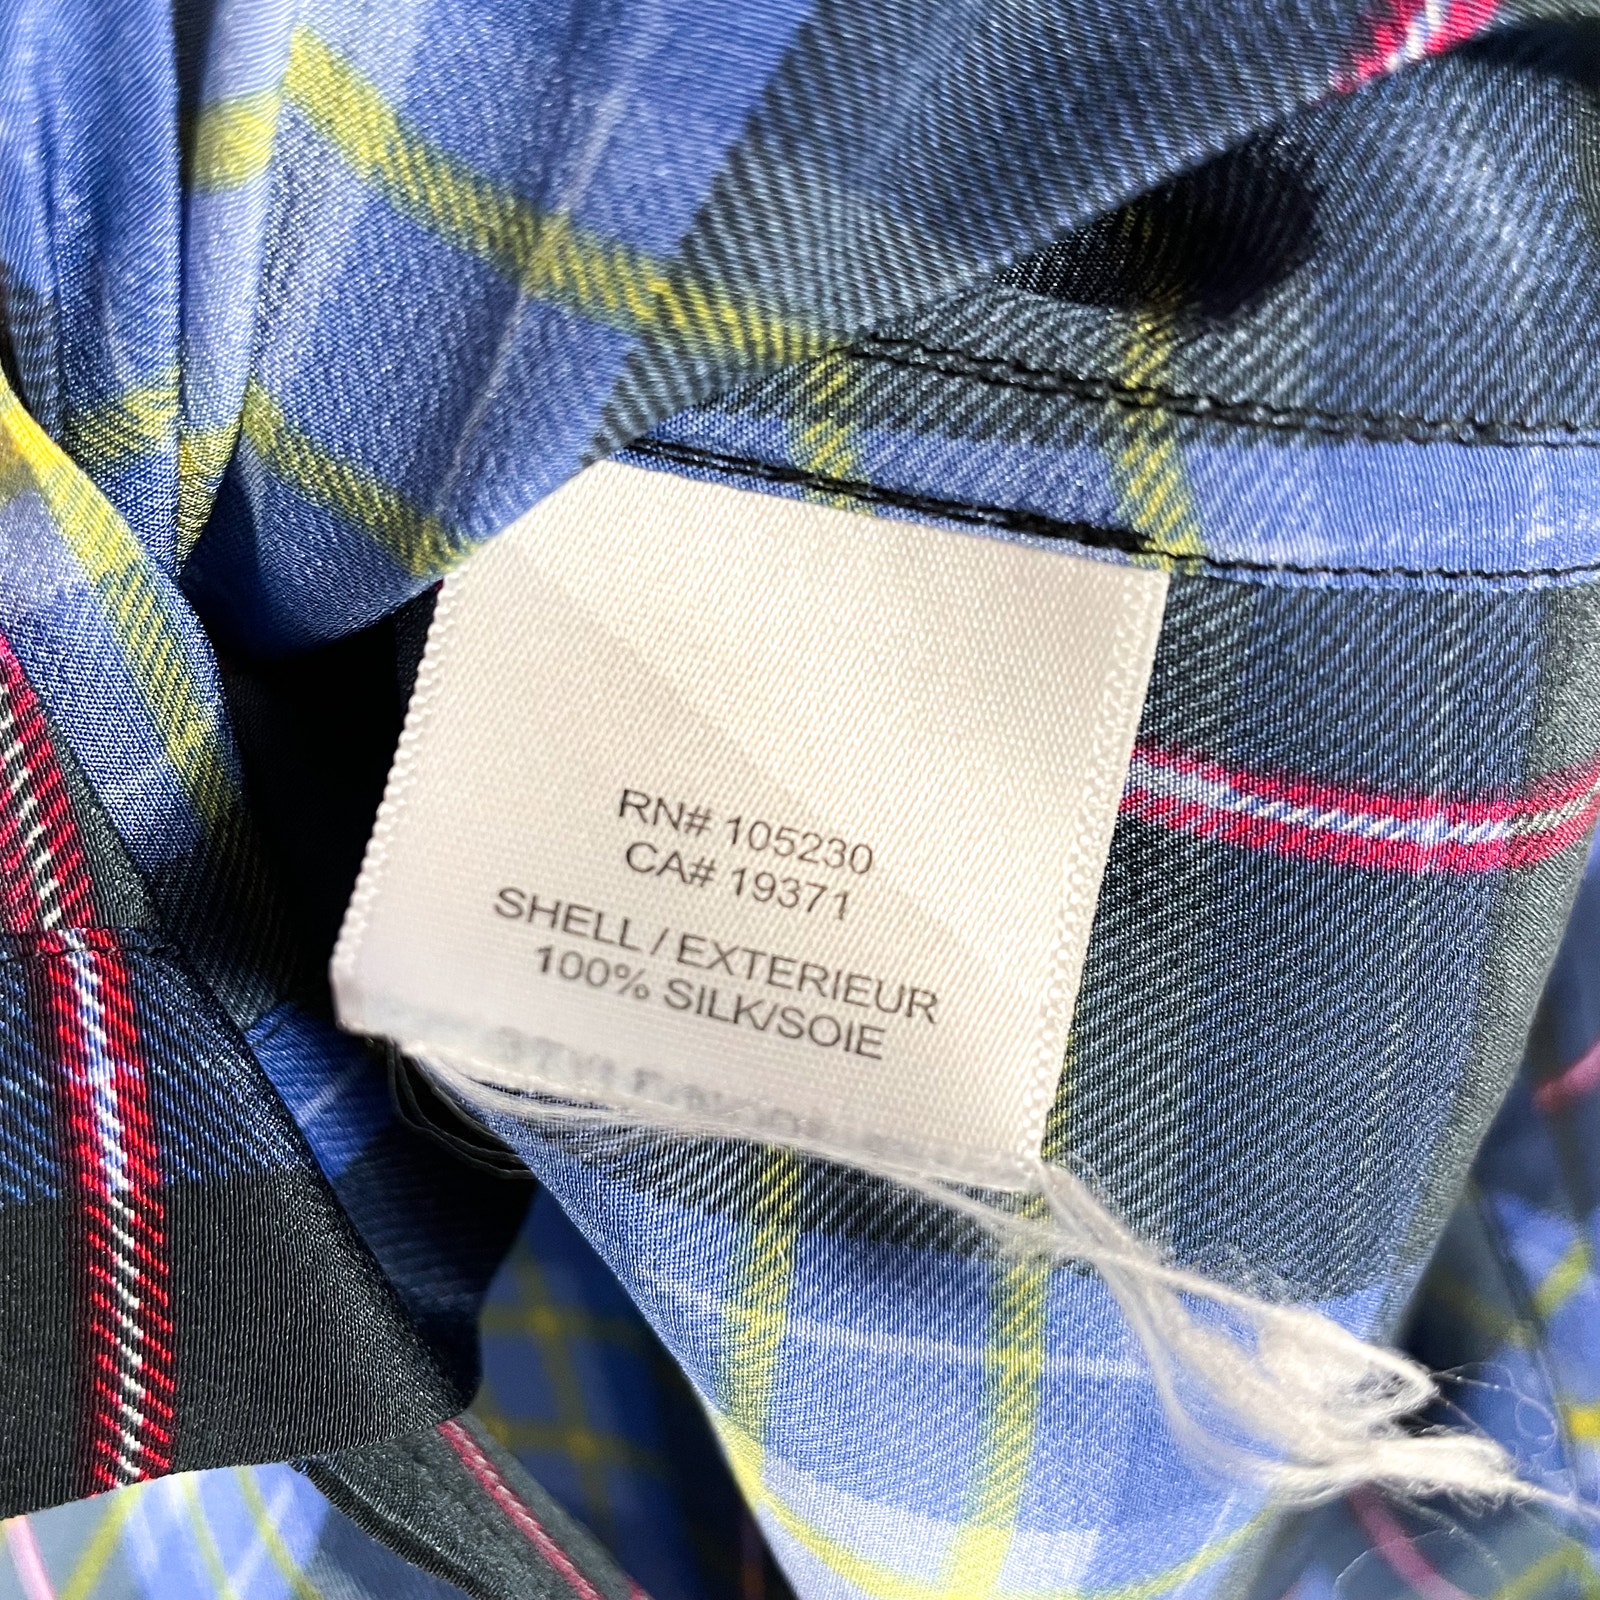 RN# 105230
CA# 19371
SHELL / EXTERIEUR
100% SILK/SOIE